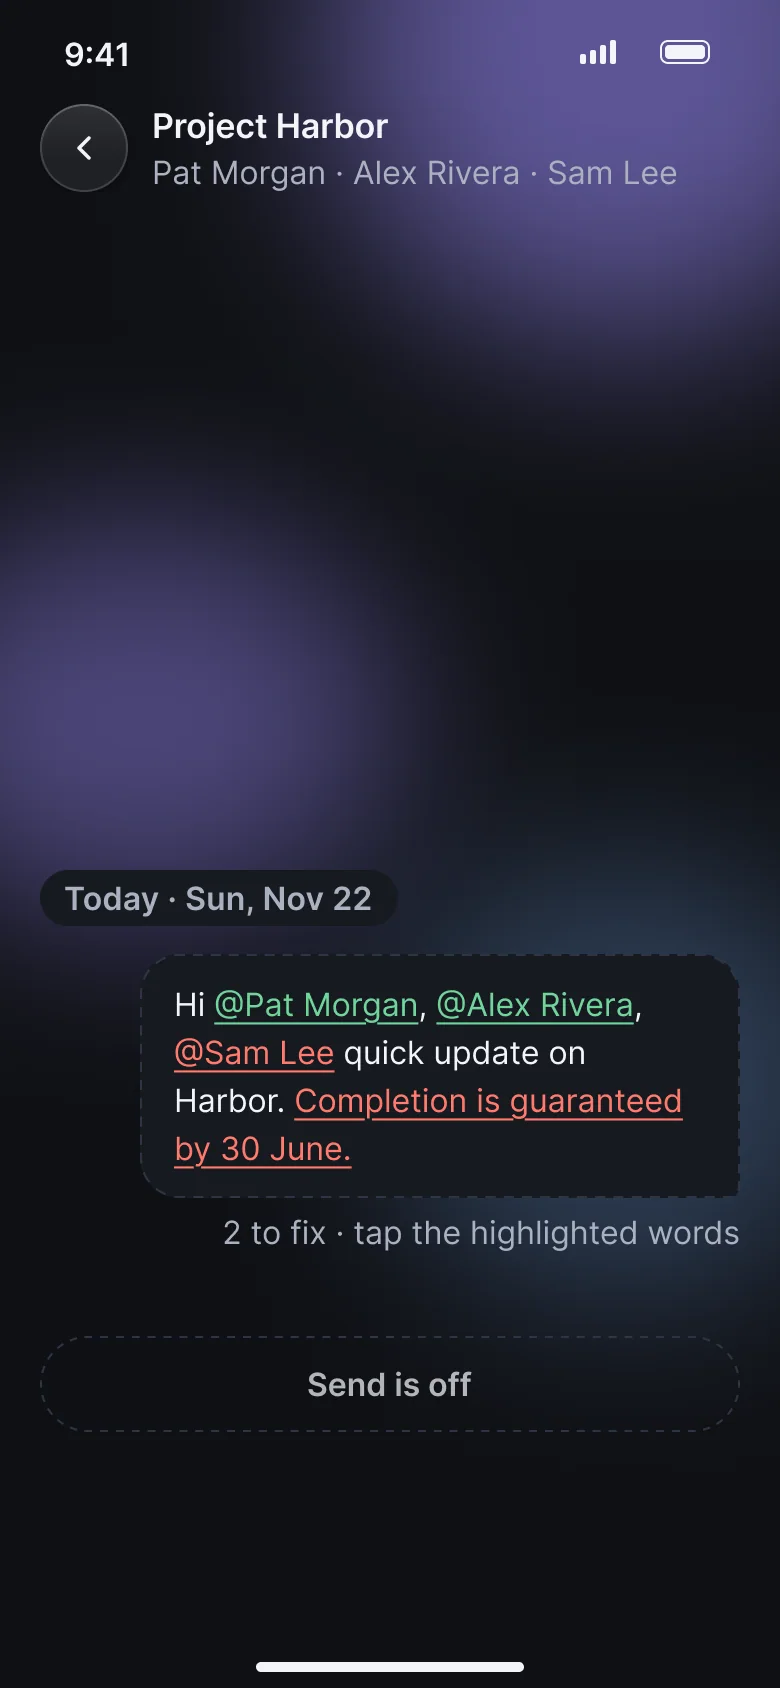 9:41
Project Harbor
Pat Morgan · Alex Rivera · Sam Lee
Today · Sun, Nov 22
Hi @Pat Morgan, @Alex Rivera,
@Sam Lee quick update on
Harbor. Completion is guaranteed
by 30 June.
2 to fix · tap the highlighted words
Send is off